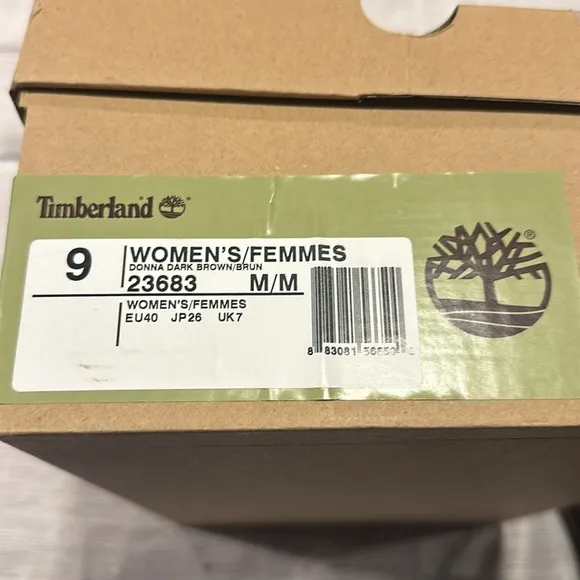 Timberland
9
WOMEN'S/FEMMES
DONNA DARK BROWN/BRUN
23683 M/M
WOMEN'S/FEMMES
EU40 JP26 UK7
8 83081